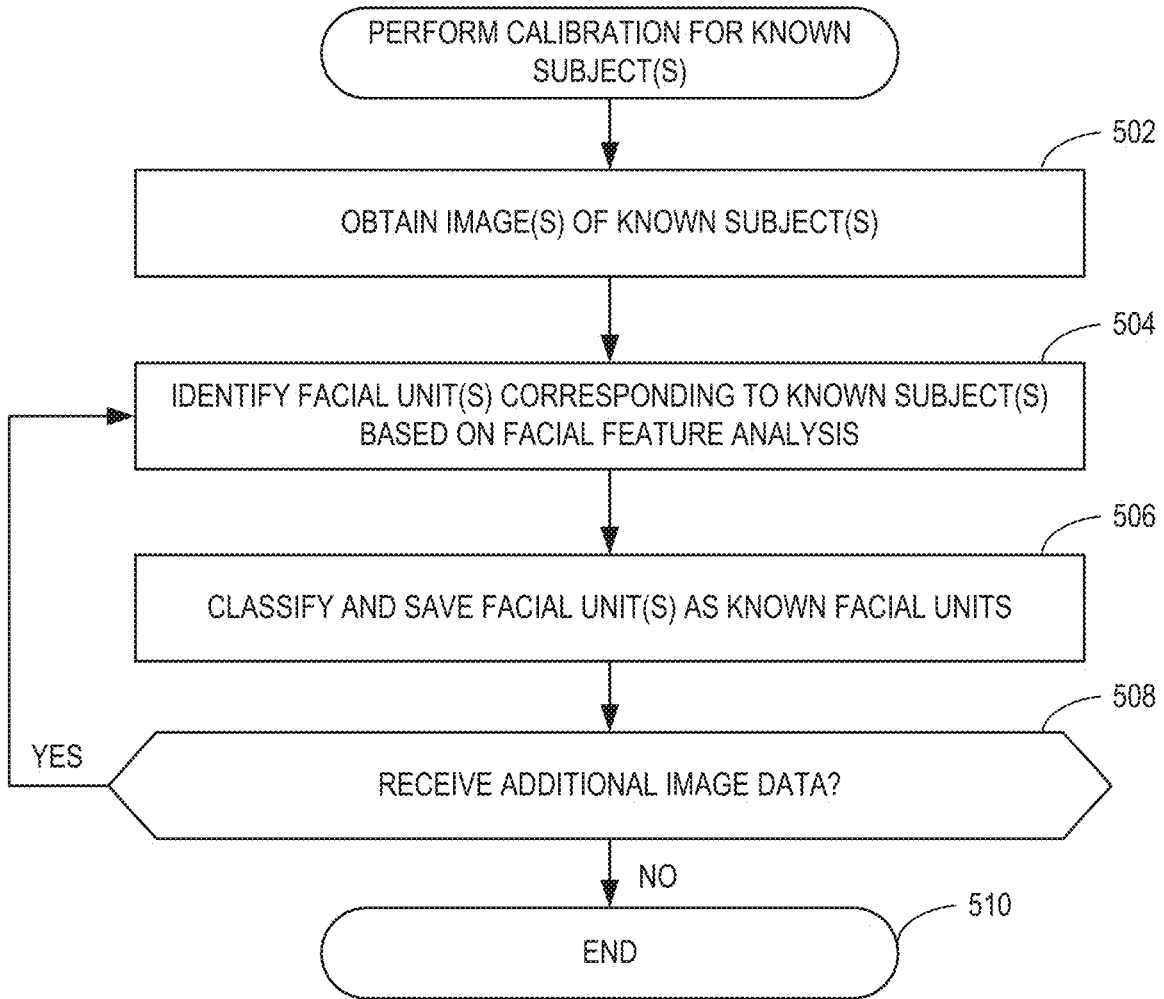 PERFORM CALIBRATION FOR KNOWN
SUBJECT(S)
502
OBTAIN IMAGE(S) OF KNOWN SUBJECT(S)
504
IDENTIFY FACIAL UNIT(S) CORRESPONDING TO KNOWN SUBJECT(S)
BASED ON FACIAL FEATURE ANALYSIS
506
CLASSIFY AND SAVE FACIAL UNIT(S) AS KNOWN FACIAL UNITS
508
YES
RECEIVE ADDITIONAL IMAGE DATA?
NO
510
END